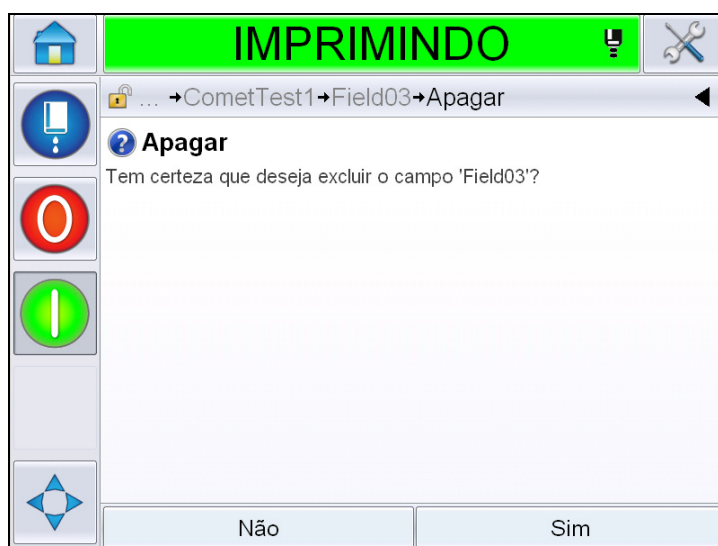 IMPRIMINDO
... →CometTest1→Field03→Apagar
Apagar
Tem certeza que deseja excluir o campo 'Field03'?
Não
Sim